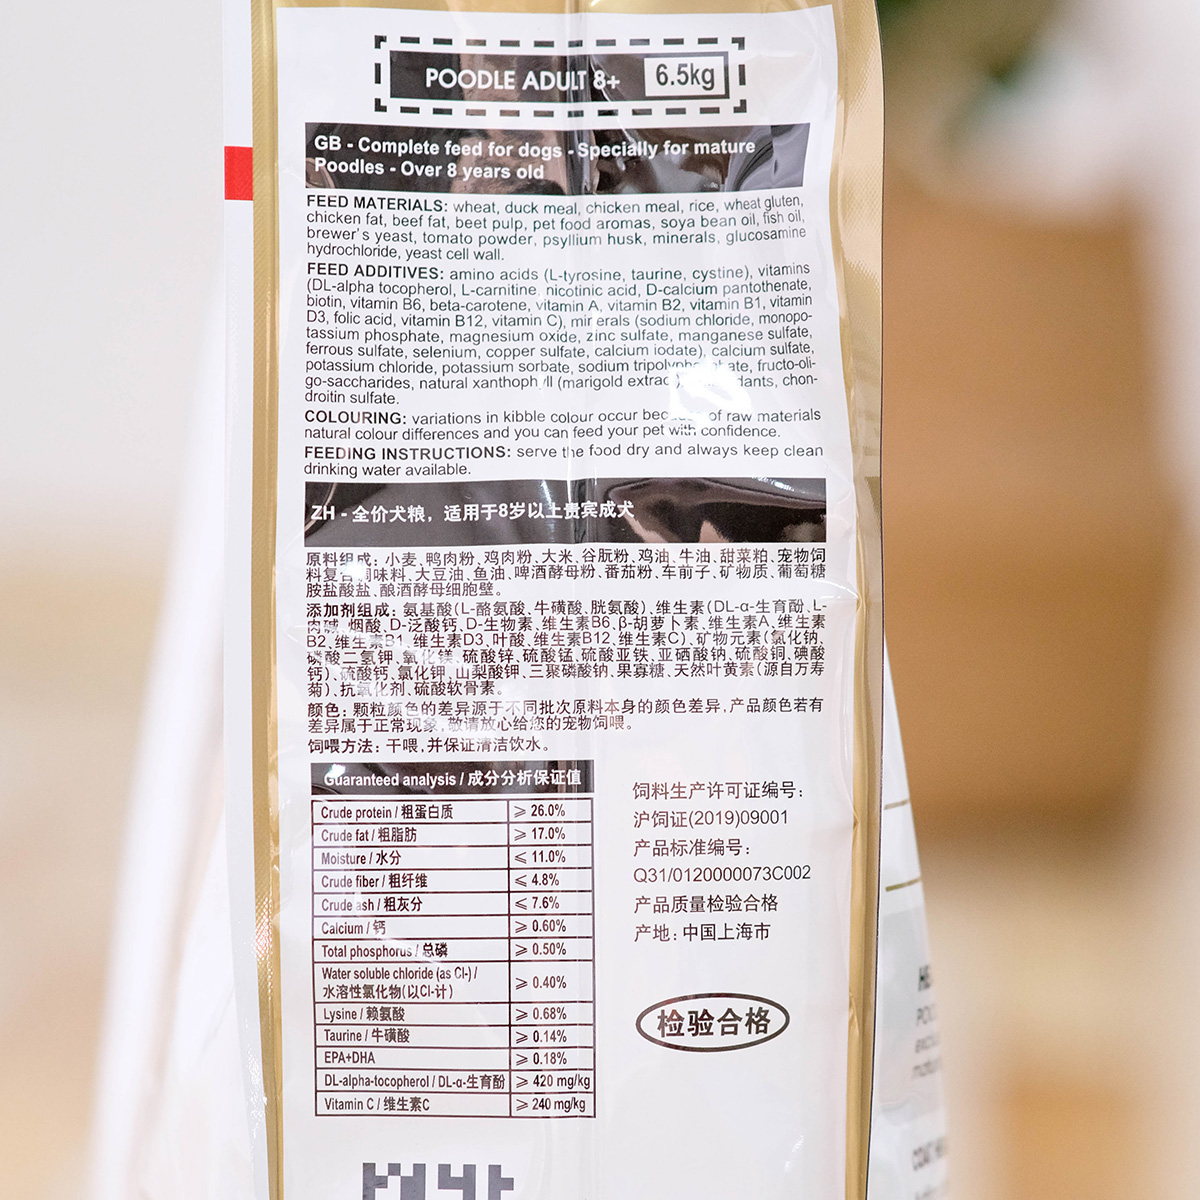 POODLE ADULT 8+ 6.5kg
GB - Complete feed for dogs - Specially for mature
Poodles - Over 8 years old
FEED MATERIALS: wheat, duck meal, chicken meal, rice, wheat gluten,
chicken fat, beef fat, beet pulp, pet food aromas, soya bean oil, fish oil,
brewer's yeast, tomato powder, psyllium husk, minerals, glucosamine
hydrochloride, yeast cell wall.
FEED ADDITIVES: amino acids (L-tyrosine, taurine, cystine), vitamins
(DL-alpha tocopherol, L-carnitine, nicotinic acid, D-calcium pantothenate,
biotin, vitamin B6, beta-carotene, vitamin A, vitamin B2, vitamin B1, vitamin
D3, folic acid, vitamin B12, vitamin C), minerals (sodium chloride, monopo-
tassium phosphate, magnesium oxide, zinc sulfate, manganese sulfate,
ferrous sulfate, selenium, copper sulfate, calcium iodate), calcium sulfate,
potassium chloride, potassium sorbate, sodium fructo-oli-
go-saccharides, natural xanthophyll (marigold chon-
droitin sulfate.
COLOURING: variations in kibble colour occur because of raw materials
natural colour differences and you can feed your pet with confidence.
FEEDING INSTRUCTIONS: serve the food dry and always keep clean
drinking water available.
ZH - 全价犬粮，适用于8岁以上贵宾成犬
原料组成：小麦、鸭肉粉、鸡肉粉、大米、谷朊粉、鸡油、牛油、甜菜粕、宠物饲
料复合调味料、大豆油、鱼油、啤酒酵母粉、番茄粉、车前子、矿物质、葡萄糖
胺盐酸盐、酿酒酵母细胞壁。
添加剂组成：氨基酸（L-酪氨酸、牛磺酸、胱氨酸）、维生素（DL-α-生育酚、L-
肉碱、烟酸、D-泛酸钙、D-生物素、维生素B6、β-胡萝卜素、维生素A、维生素
B2、维生素B1、维生素D3、叶酸、维生素B12、维生素C）、矿物元素（氯化钠、
磷酸二氢钾、氧化镁、硫酸锌、硫酸锰、硫酸亚铁、亚硒酸钠、硫酸铜、碘酸
钙）、硫酸钙、氯化钾、山梨酸钾、三聚磷酸钠、果寡糖、天然叶黄素（源自万寿
菊）、抗氧化剂、硫酸软骨素。
颜色：颗粒颜色的差异源于不同批次原料本身的颜色差异，产品颜色若有
差异属于正常现象，敬请放心给您的宠物饲喂。
饲喂方法：干喂，并保证清洁饮水。
Guaranteed analysis / 成分分析保证值
Crude protein / 粗蛋白质 ⩾ 26.0%
Crude fat / 粗脂肪 ⩾ 17.0%
Moisture / 水分 ⩽ 11.0%
Crude fiber / 粗纤维 ⩽ 4.8%
Crude ash / 粗灰分 ⩽ 7.6%
Calcium / 钙 ⩾ 0.60%
Total phosphorus / 总磷 ⩾ 0.50%
Water soluble chloride (as Cl-) /
水溶性氯化物(以Cl-计) ⩾ 0.40%
Lysine / 赖氨酸 ⩾ 0.68%
Taurine / 牛磺酸 ⩾ 0.14%
EPA+DHA ⩾ 0.18%
DL-alpha-tocopherol / DL-α-生育酚 ⩾ 420 mg/kg
Vitamin C / 维生素C ⩾ 240 mg/kg
饲料生产许可证编号：
沪饲证(2019)09001
产品标准编号：
Q31/0120000073C002
产品质量检验合格
产地：中国上海市
检验合格